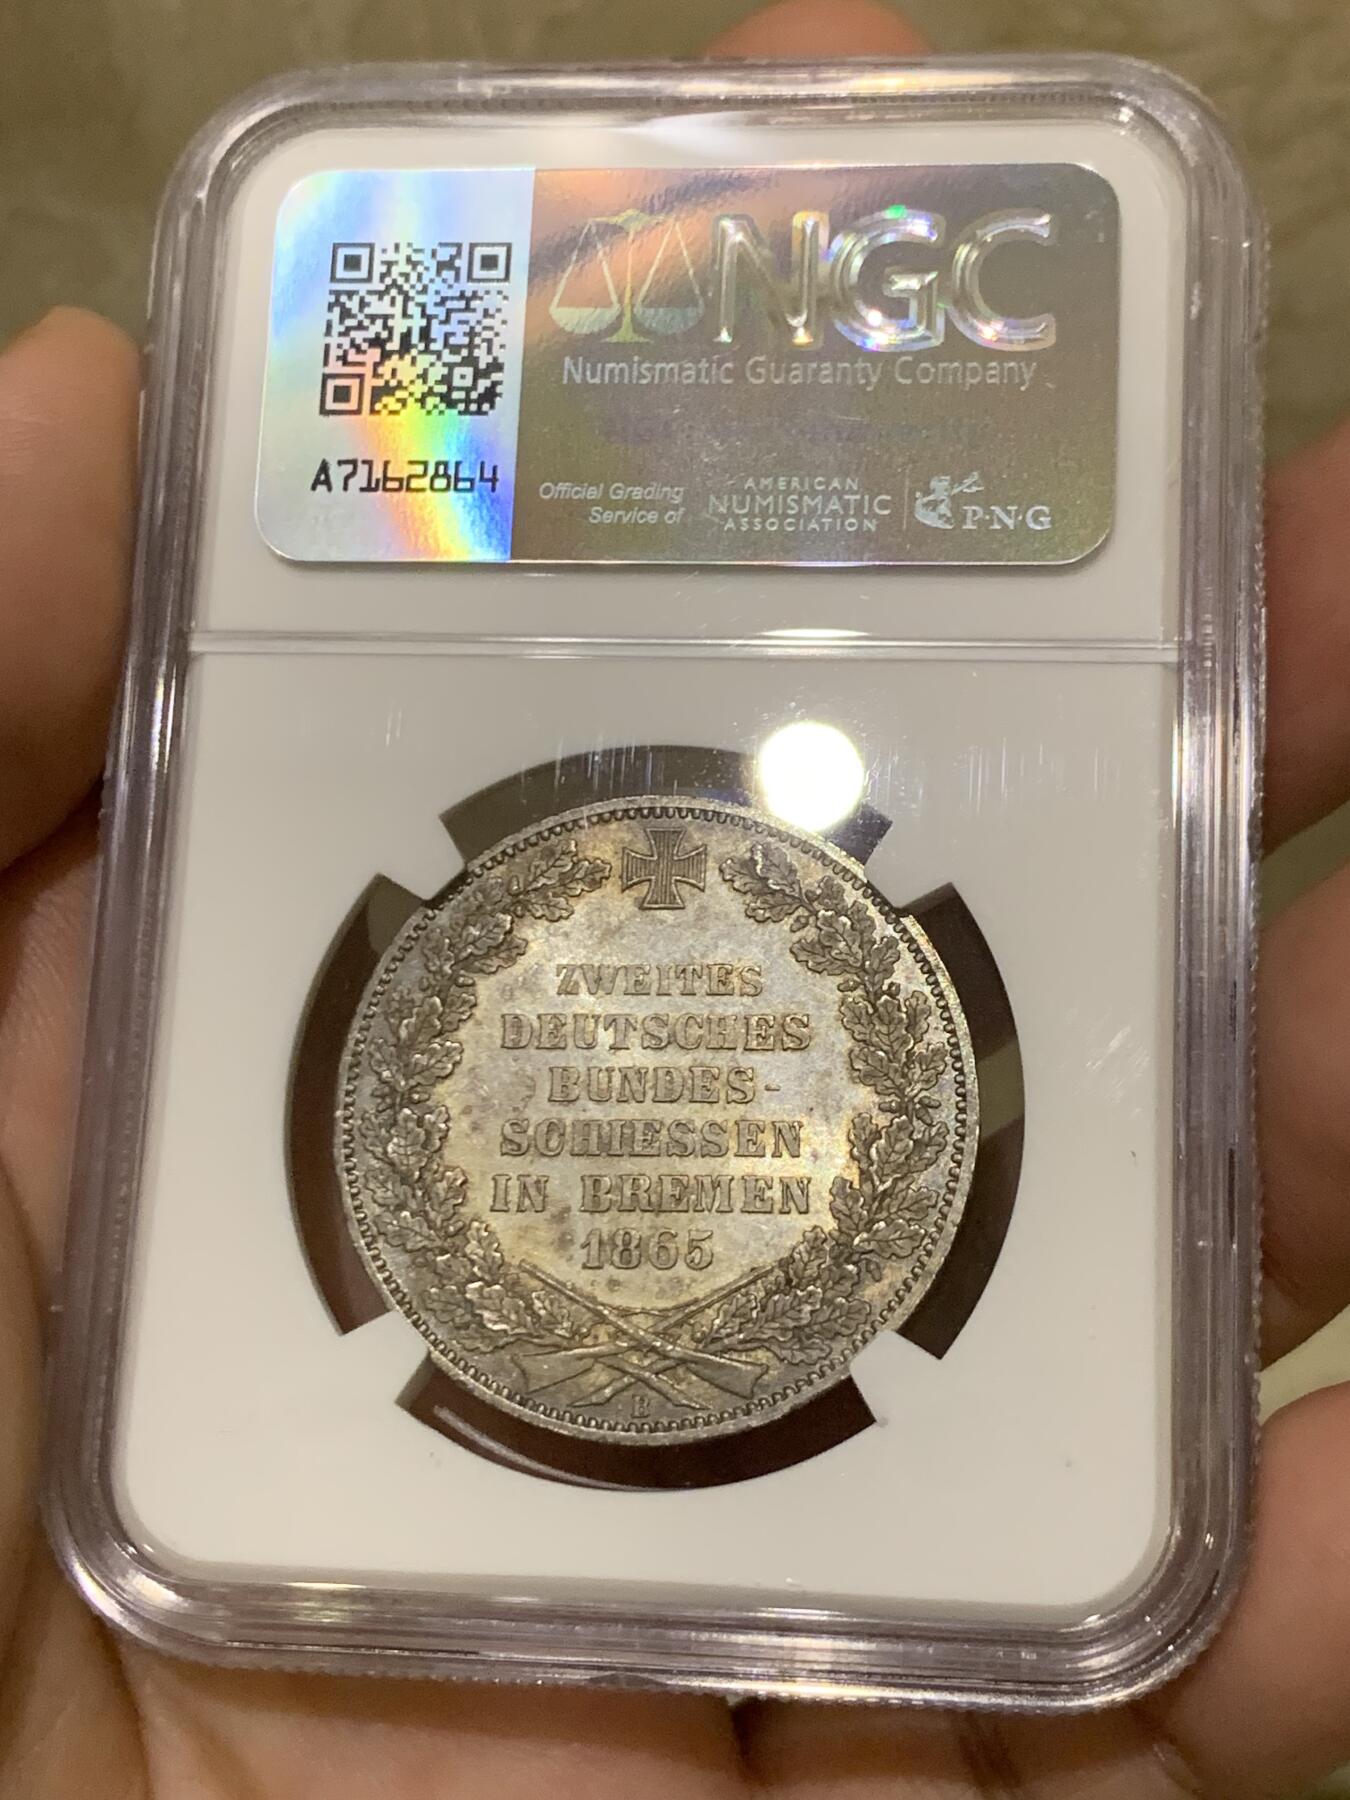 NGC
Numismatic Guaranty Company
A7162864
Official Grading
Service of
AMERICAN
NUMISMATIC
ASSOCIATION
P·N·G
ZWEITES
DEUTSCHES
BUNDES-
SCHIESSEN
IN BREMEN
1865
B